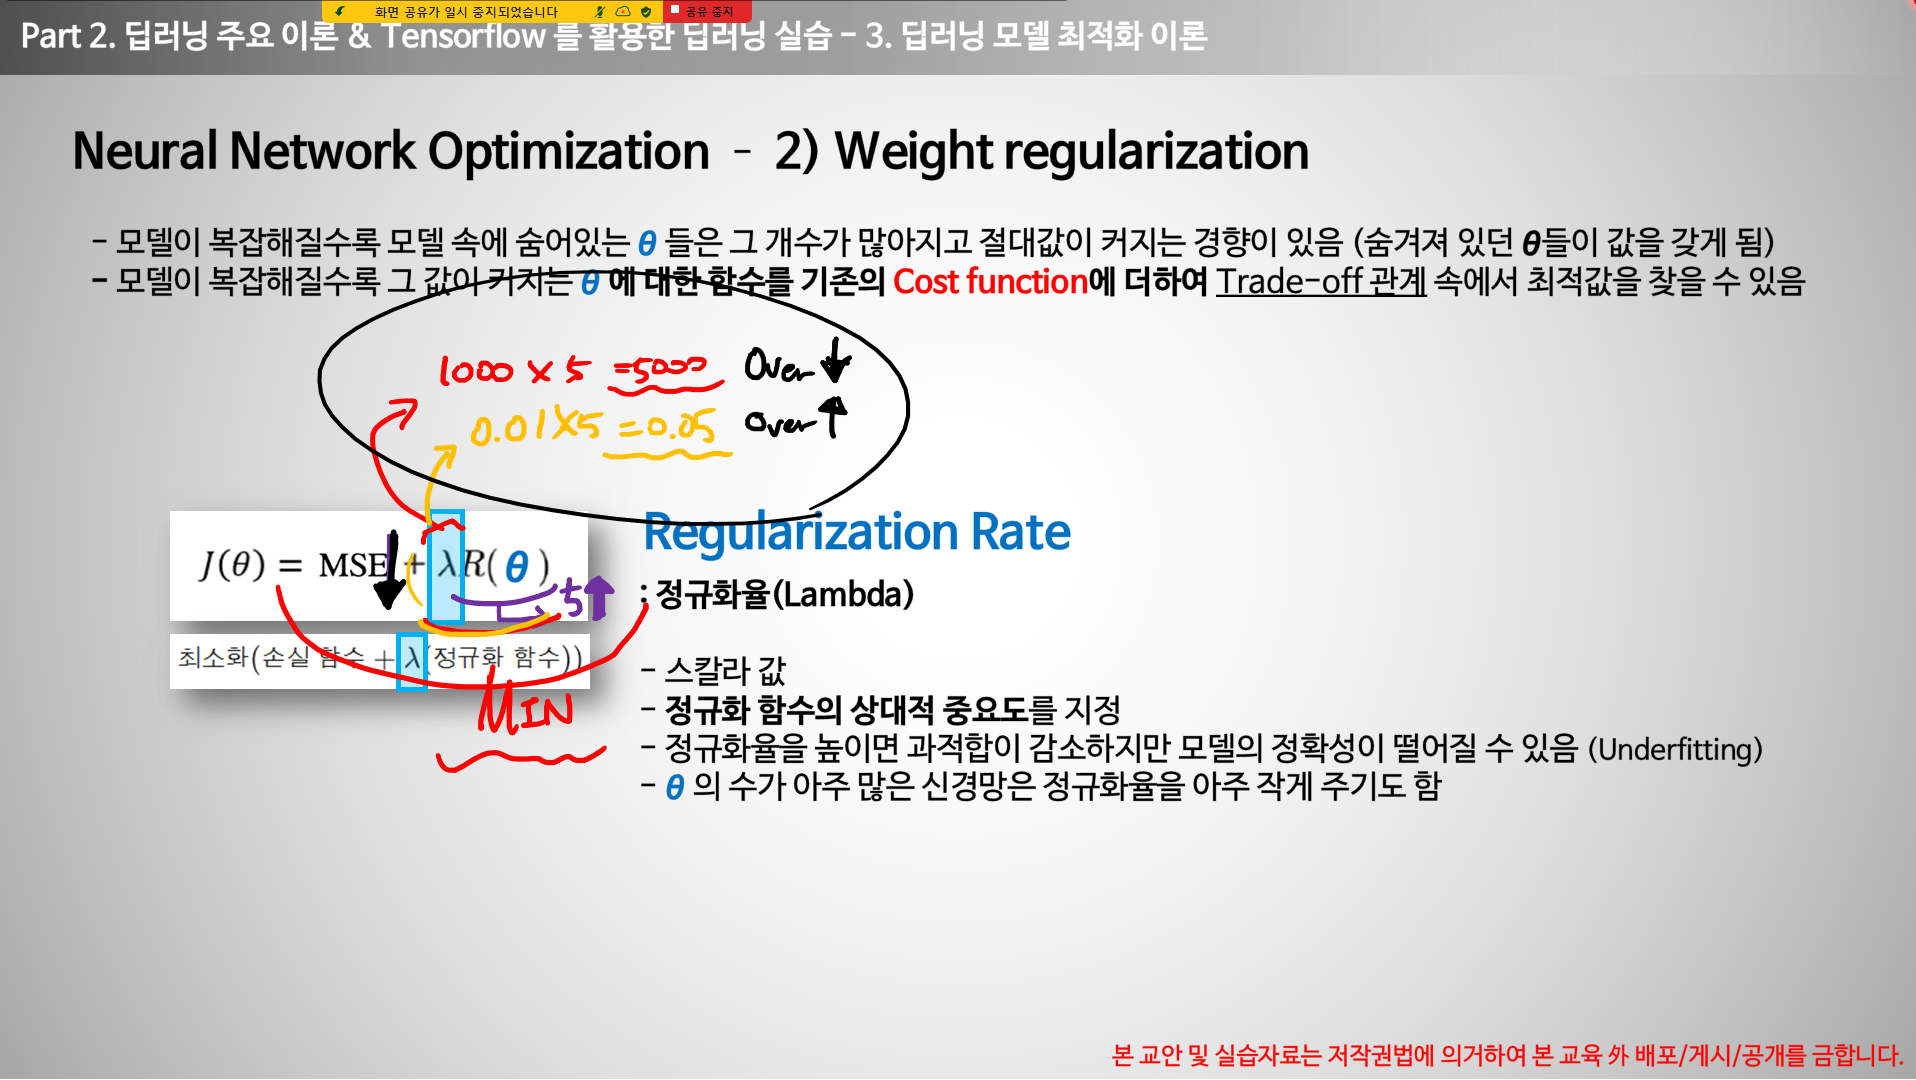 화면 공유가 일시 중지되었습니다 공유 중지
Part 2. 딥러닝 주요 이론 & Tensorflow 를 활용한 딥러닝 실습 - 3. 딥러닝 모델 최적화 이론
Neural Network Optimization - 2) Weight regularization
- 모델이 복잡해질수록 모델 속에 숨어있는 θ 들은 그 개수가 많아지고 절대값이 커지는 경향이 있음 (숨겨져 있던 θ들이 값을 갖게 됨)
- 모델이 복잡해질수록 그 값이 커지는 θ 에 대한 함수를 기존의 Cost function에 더하여 Trade-off 관계 속에서 최적값을 찾을 수 있음
1000 × 5 =5000 Over ↓
0.01×5 =0.05 Over ↑
J(θ) = MSE + λR(θ)
5
최소화(손실 함수 + λ(정규화 함수))
MIN
Regularization Rate
: 정규화율(Lambda)
- 스칼라 값
- 정규화 함수의 상대적 중요도를 지정
- 정규화율을 높이면 과적합이 감소하지만 모델의 정확성이 떨어질 수 있음 (Underfitting)
- θ 의 수가 아주 많은 신경망은 정규화율을 아주 작게 주기도 함
본 교안 및 실습자료는 저작권법에 의거하여 본 교육 외 배포/게시/공개를 금합니다.